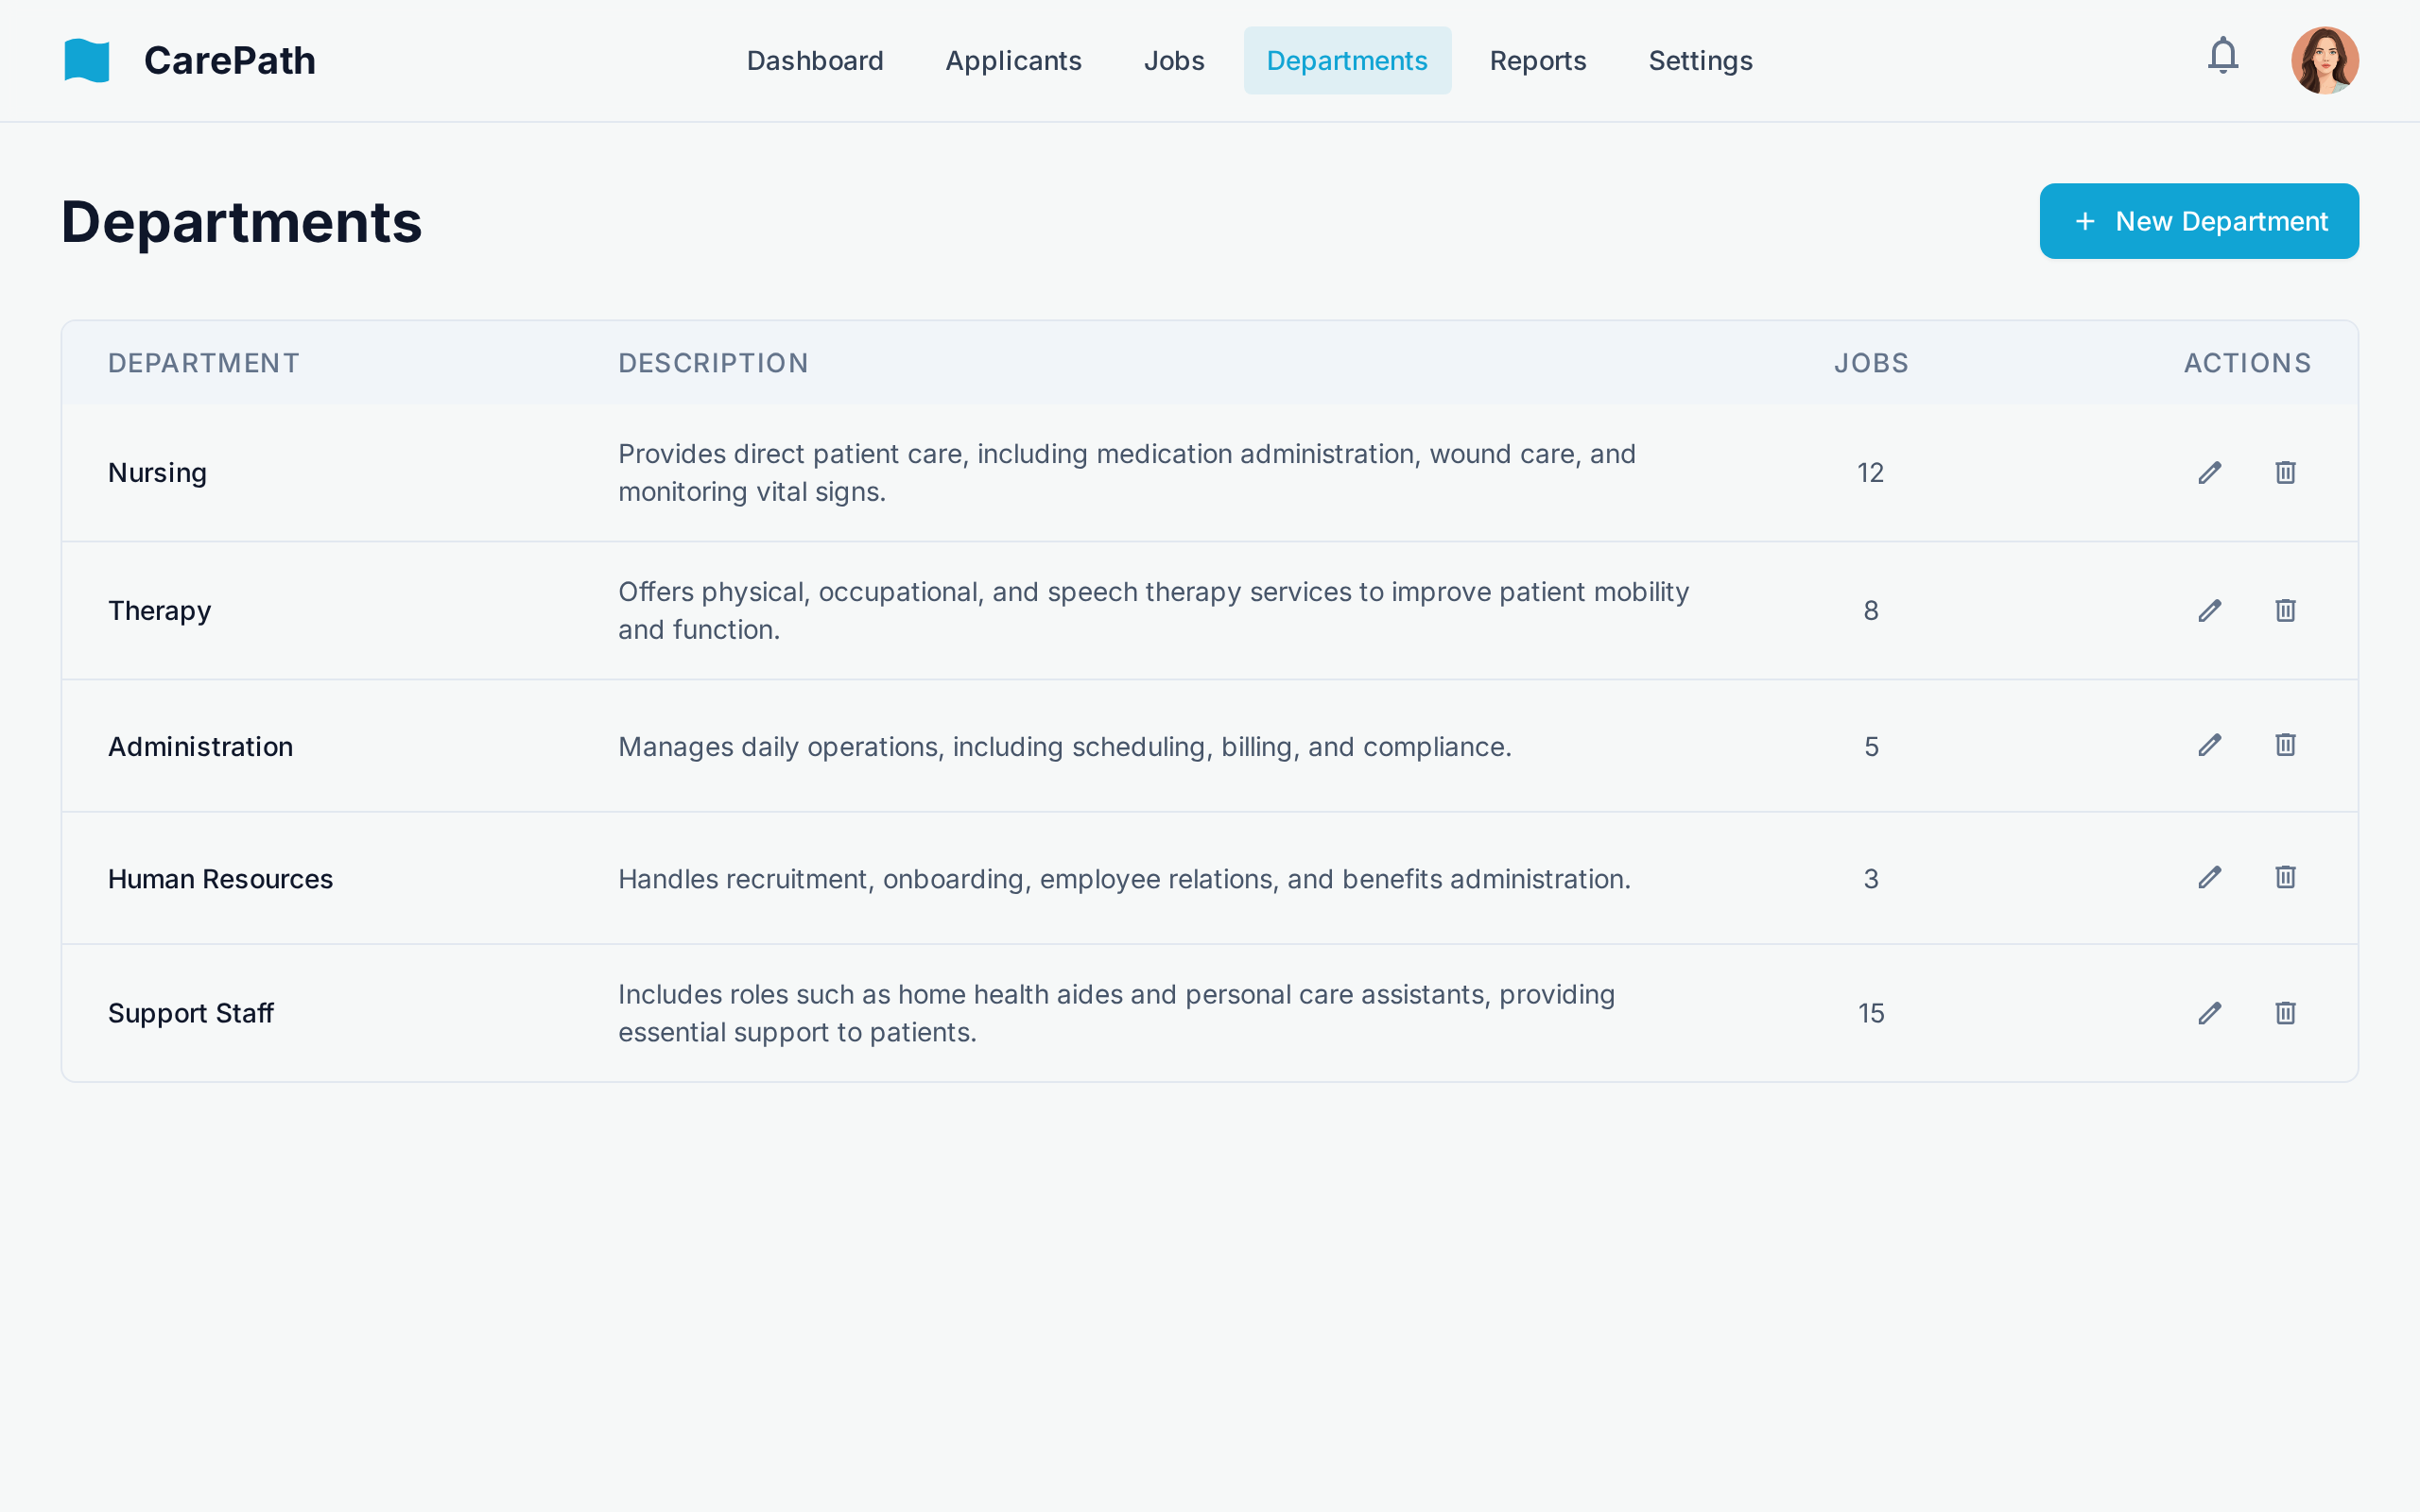 CarePath
Dashboard
Applicants
Jobs
Departments
Reports
Settings
Departments
New Department
DEPARTMENT
DESCRIPTION
JOBS
ACTIONS
Nursing
Provides direct patient care, including medication administration, wound care, and
monitoring vital signs.
12
Therapy
Offers physical, occupational, and speech therapy services to improve patient mobility
and function.
8
Administration
Manages daily operations, including scheduling, billing, and compliance.
5
Human Resources
Handles recruitment, onboarding, employee relations, and benefits administration.
3
Support Staff
Includes roles such as home health aides and personal care assistants, providing
essential support to patients.
15